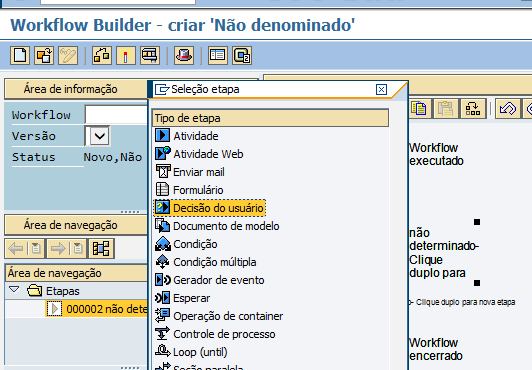 Workflow Builder - criar 'Não denominado'
Área de informação
Workflow
Versão
Status Novo,Não
Área de navegação
Área de navegação
Etapas
000002 não dete
Seleção etapa
Tipo de etapa
Atividade
Atividade Web
Enviar mail
Formulário
Decisão do usuário
Documento de modelo
Condição
Condição múltipla
Gerador de evento
Esperar
Operação de container
Controle de processo
Loop (until)
Workflow
executado
não
determinado-
Clique
duplo para
Clique duplo para nova etapa
Workflow
encerrado